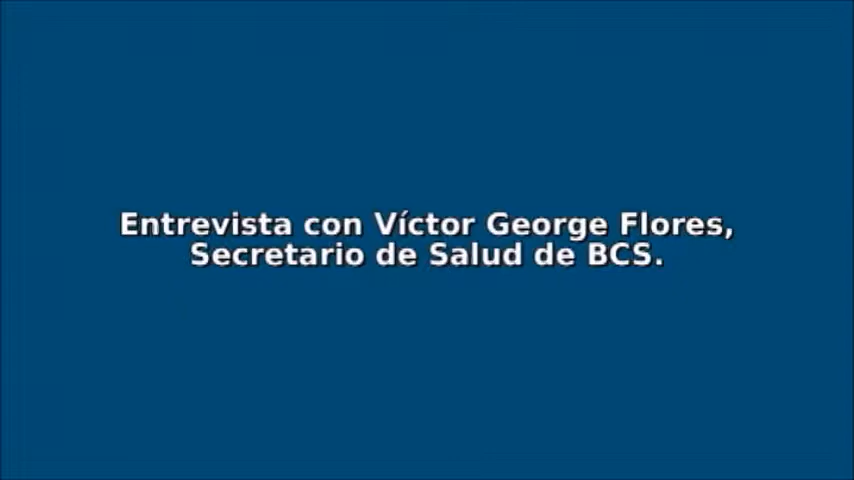 Entrevista con Víctor George Flores,
Secretario de Salud de BCS.